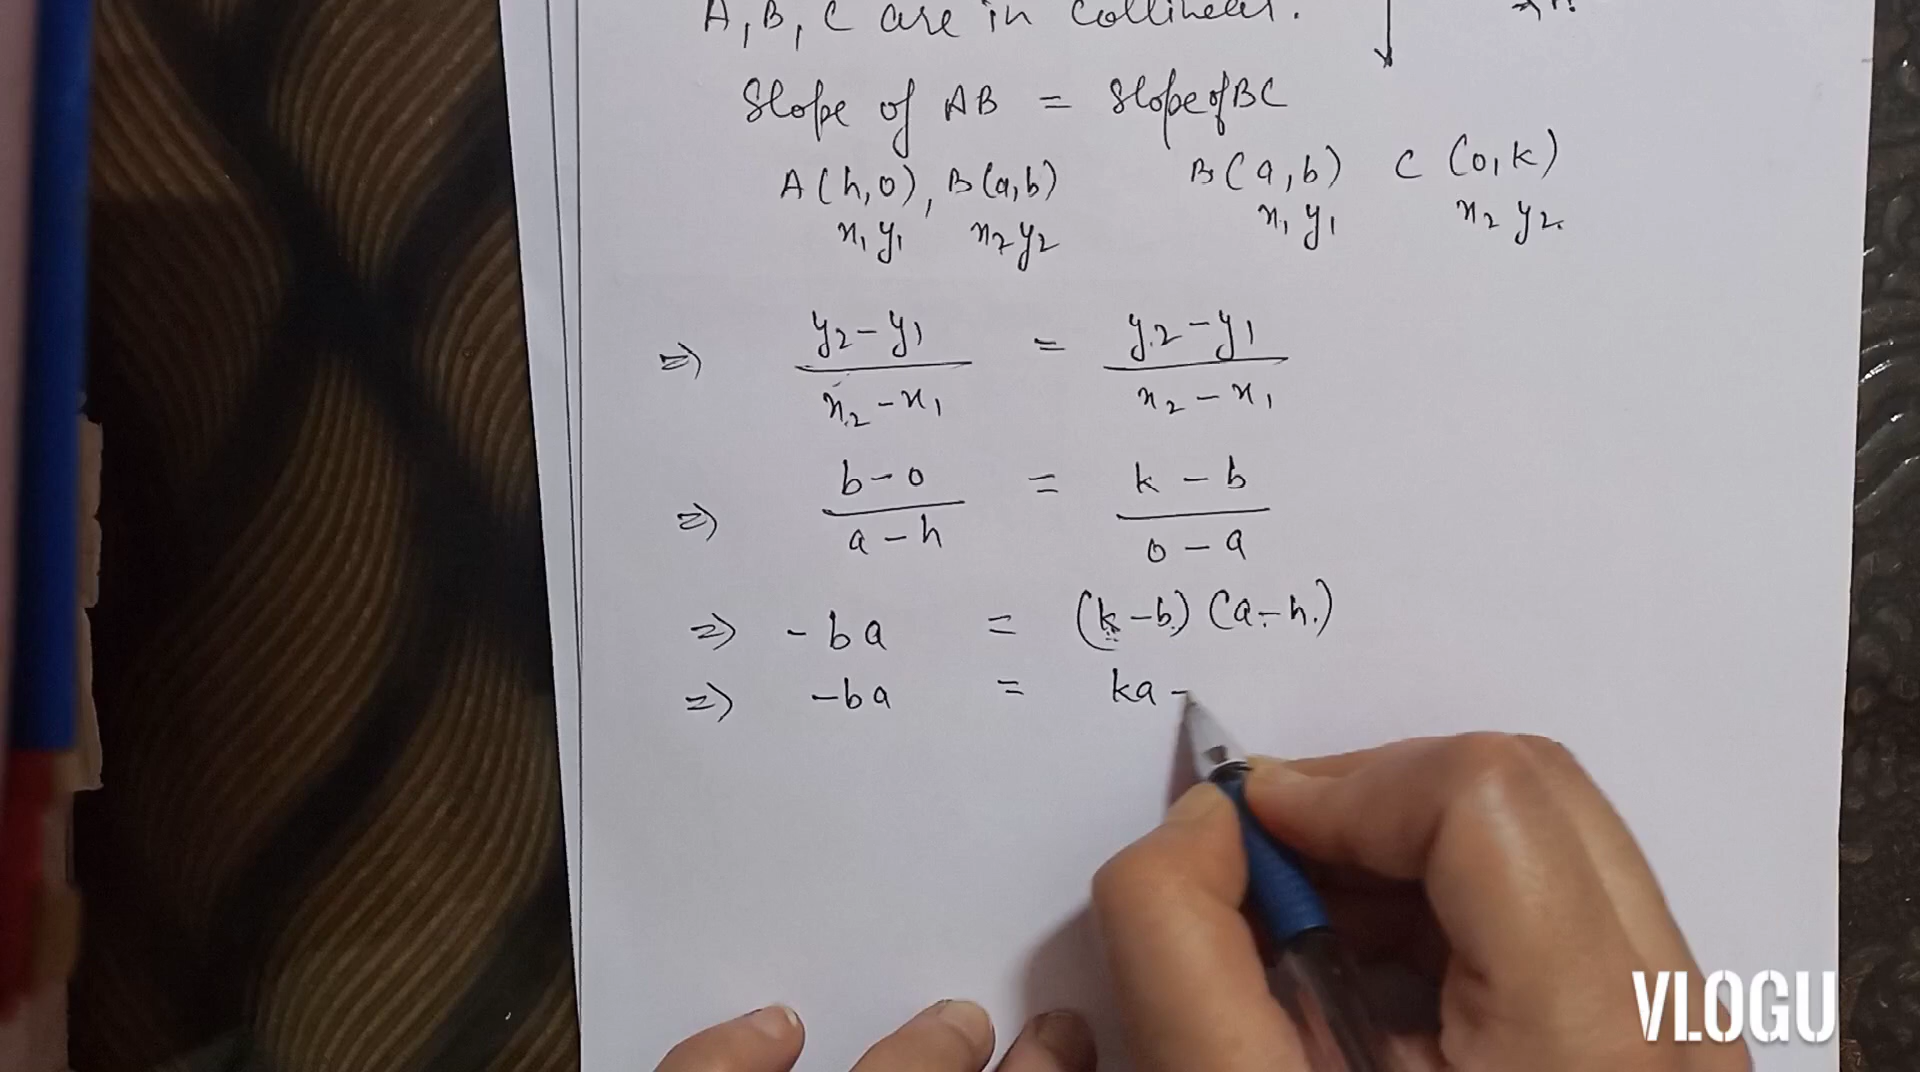 A, B, C are in Collinear.
Slope of AB = Slope of BC
A(h,0), B(a,b) B(a,b) C(0,k)
x₁ y₁ x₂ y₂ x₁ y₁ x₂ y₂.
⇒ y₂-y₁ = y₂-y₁
x₂-x₁ x₂-x₁
⇒ b-0 = k-b
a-h 0-a
⇒ -ba = (k-b) (a-h)
⇒ -ba = ka -
VLOGU